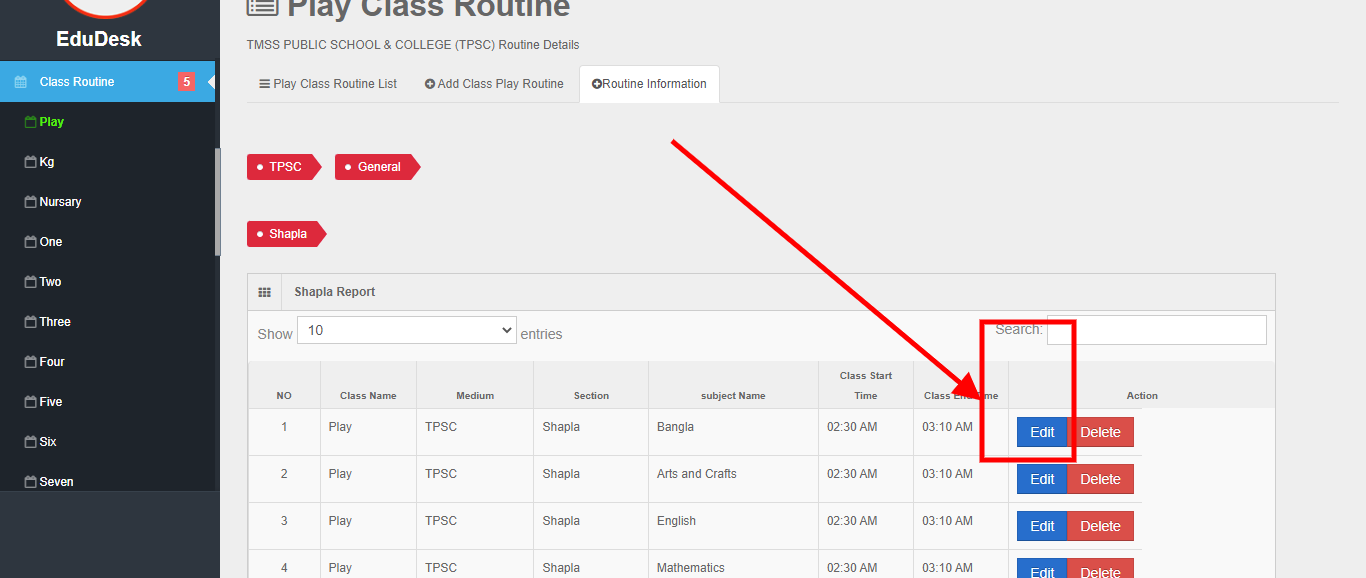 Play Class Routine
EduDesk
TMSS PUBLIC SCHOOL & COLLEGE (TPSC) Routine Details
Class Routine 5
Play Class Routine List Add Class Play Routine Routine Information
Play
Kg
Nursary
One
Two
Three
Four
Five
Six
Seven
TPSC General
Shapla
Shapla Report
Show 10 entries Search:
NO Class Name Medium Section subject Name Class Start Time Class End Time Action
1 Play TPSC Shapla Bangla 02:30 AM 03:10 AM Edit Delete
2 Play TPSC Shapla Arts and Crafts 02:30 AM 03:10 AM Edit Delete
3 Play TPSC Shapla English 02:30 AM 03:10 AM Edit Delete
4 Play TPSC Shapla Mathematics 02:30 AM 03:10 AM Edit Delete